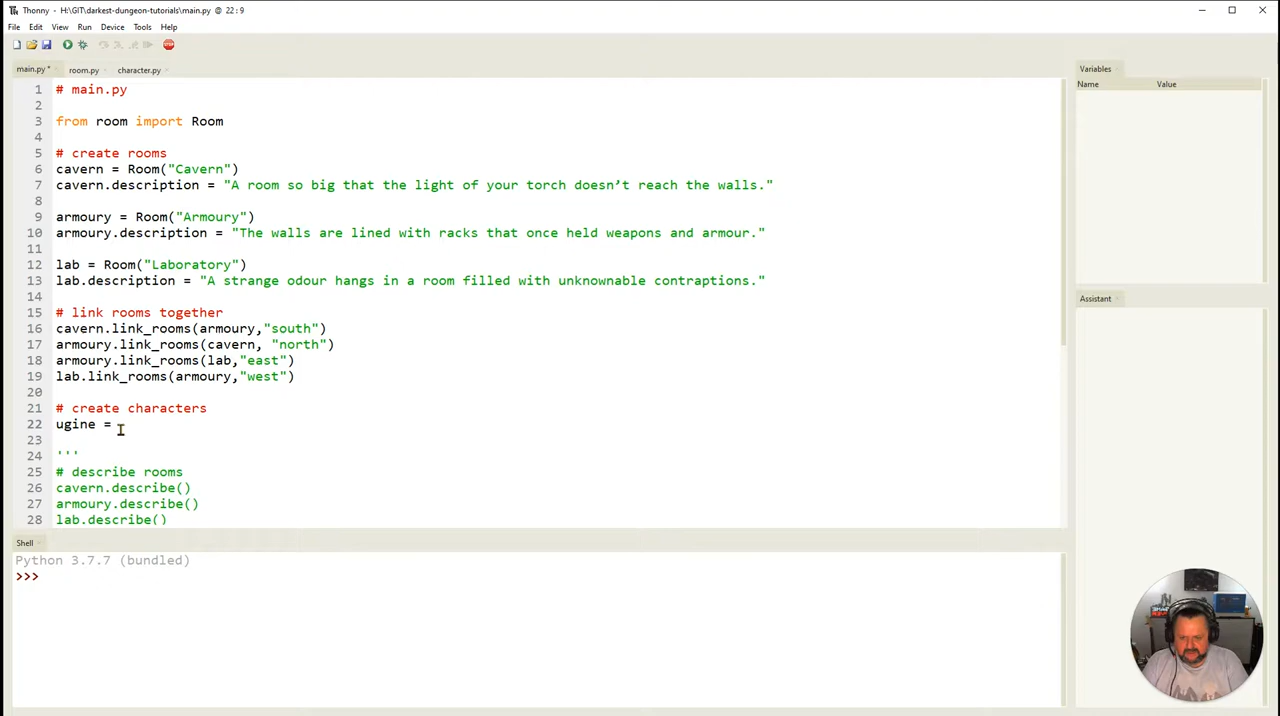 Thonny - H:\GIT\darkest-dungeon-tutorials\main.py @ 22:9
File Edit View Run Device Tools Help
main.py * room.py character.py
1 # main.py
2
3 from room import Room
4
5 # create rooms
6 cavern = Room("Cavern")
7 cavern.description = "A room so big that the light of your torch doesn’t reach the walls."
8
9 armoury = Room("Armoury")
10 armoury.description = "The walls are lined with racks that once held weapons and armour."
11
12 lab = Room("Laboratory")
13 lab.description = "A strange odour hangs in a room filled with unknownable contraptions."
14
15 # link rooms together
16 cavern.link_rooms(armoury,"south")
17 armoury.link_rooms(cavern, "north")
18 armoury.link_rooms(lab,"east")
19 lab.link_rooms(armoury,"west")
20
21 # create characters
22 ugine =
23
24 '''
25 # describe rooms
26 cavern.describe()
27 armoury.describe()
28 lab.describe()
Shell
Python 3.7.7 (bundled)
>>>
Variables
Name Value
Assistant